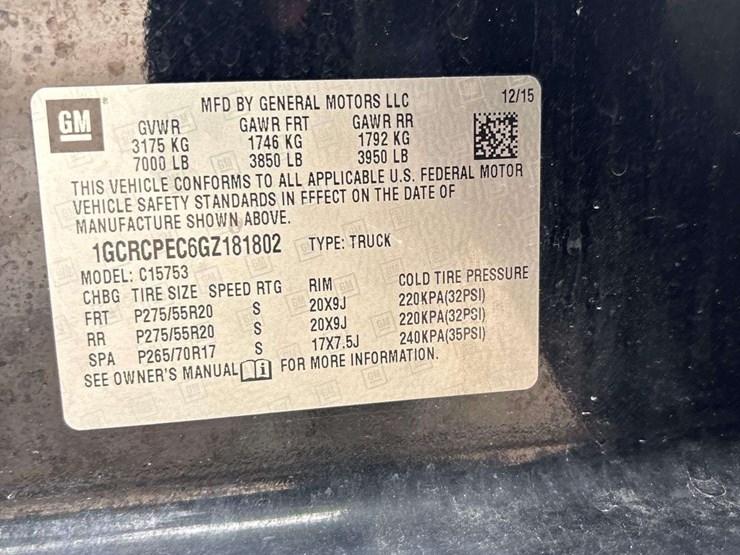 GM
MFD BY GENERAL MOTORS LLC 12/15
GVWR GAWR FRT GAWR RR
3175 KG 1746 KG 1792 KG
7000 LB 3850 LB 3950 LB
THIS VEHICLE CONFORMS TO ALL APPLICABLE U.S. FEDERAL MOTOR
VEHICLE SAFETY STANDARDS IN EFFECT ON THE DATE OF
MANUFACTURE SHOWN ABOVE.
1GCRCPEC6GZ181802 TYPE: TRUCK
MODEL: C15753
CHBG TIRE SIZE SPEED RTG RIM COLD TIRE PRESSURE
FRT P275/55R20 S 20X9J 220KPA(32PSI)
RR P275/55R20 S 20X9J 220KPA(32PSI)
SPA P265/70R17 S 17X7.5J 240KPA(35PSI)
SEE OWNER'S MANUAL FOR MORE INFORMATION.